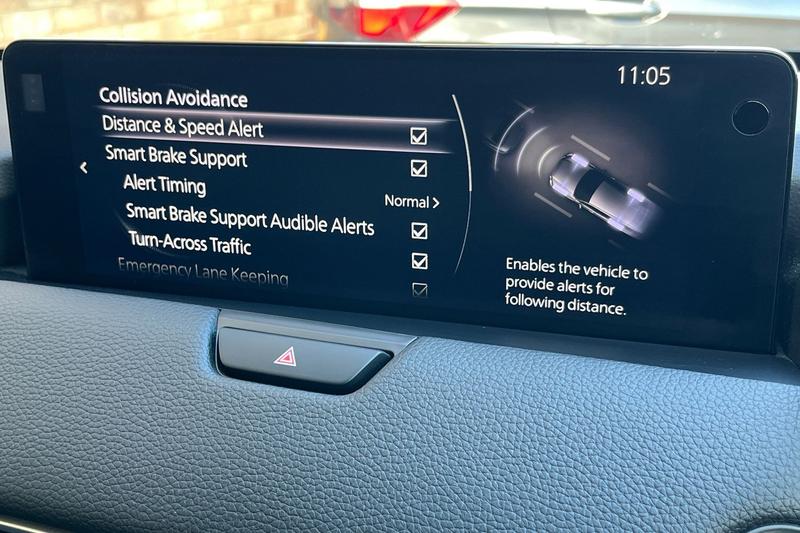 11:05
Collision Avoidance
Distance & Speed Alert
Smart Brake Support
Alert Timing
Normal >
Smart Brake Support Audible Alerts
Turn-Across Traffic
Emergency Lane Keeping
Enables the vehicle to
provide alerts for
following distance.